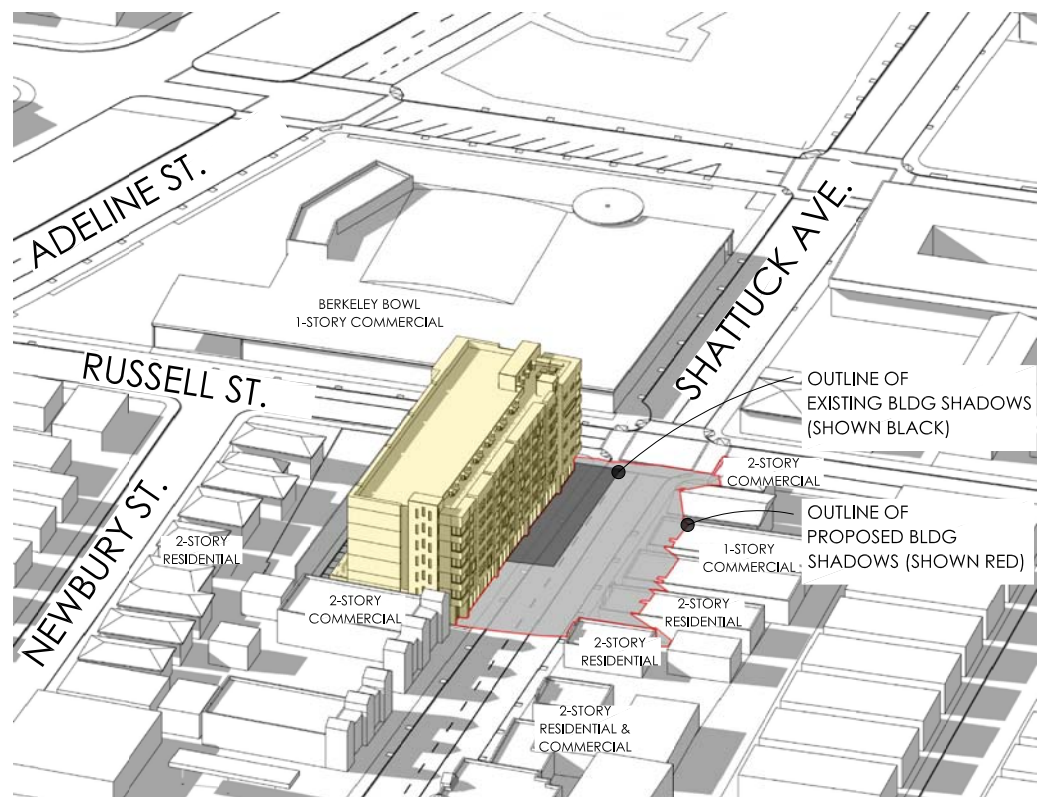 ADELINE ST.
SHATTUCK AVE.
BERKELEY BOWL
1-STORY COMMERCIAL
RUSSELL ST.
OUTLINE OF
EXISTING BLDG SHADOWS
(SHOWN BLACK)
2-STORY
COMMERCIAL
OUTLINE OF
PROPOSED BLDG
SHADOWS (SHOWN RED)
NEWBURY ST.
2-STORY
RESIDENTIAL
1-STORY
COMMERCIAL
2-STORY
COMMERCIAL
2-STORY
RESIDENTIAL
2-STORY
RESIDENTIAL
2-STORY
RESIDENTIAL &
COMMERCIAL